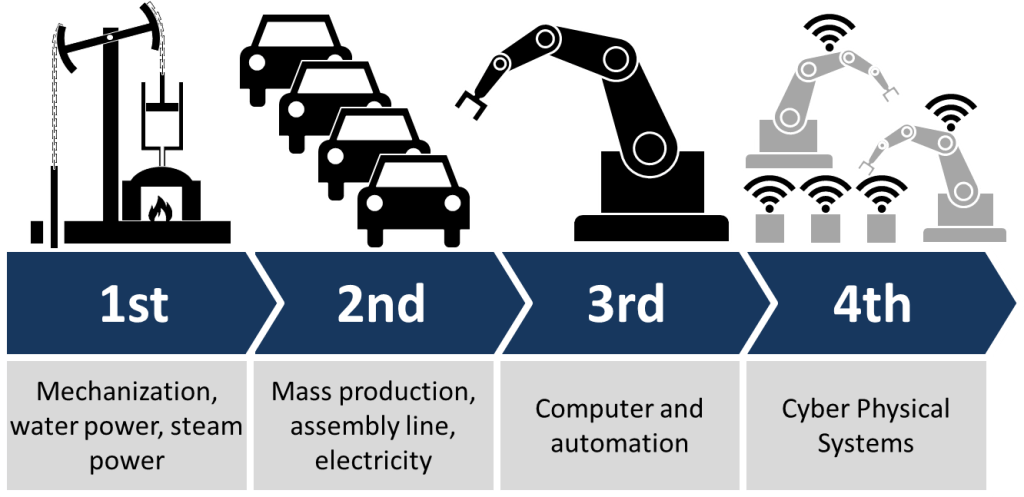 1st
2nd
3rd
4th
Mechanization,
water power, steam
power
Mass production,
assembly line,
electricity
Computer and
automation
Cyber Physical
Systems